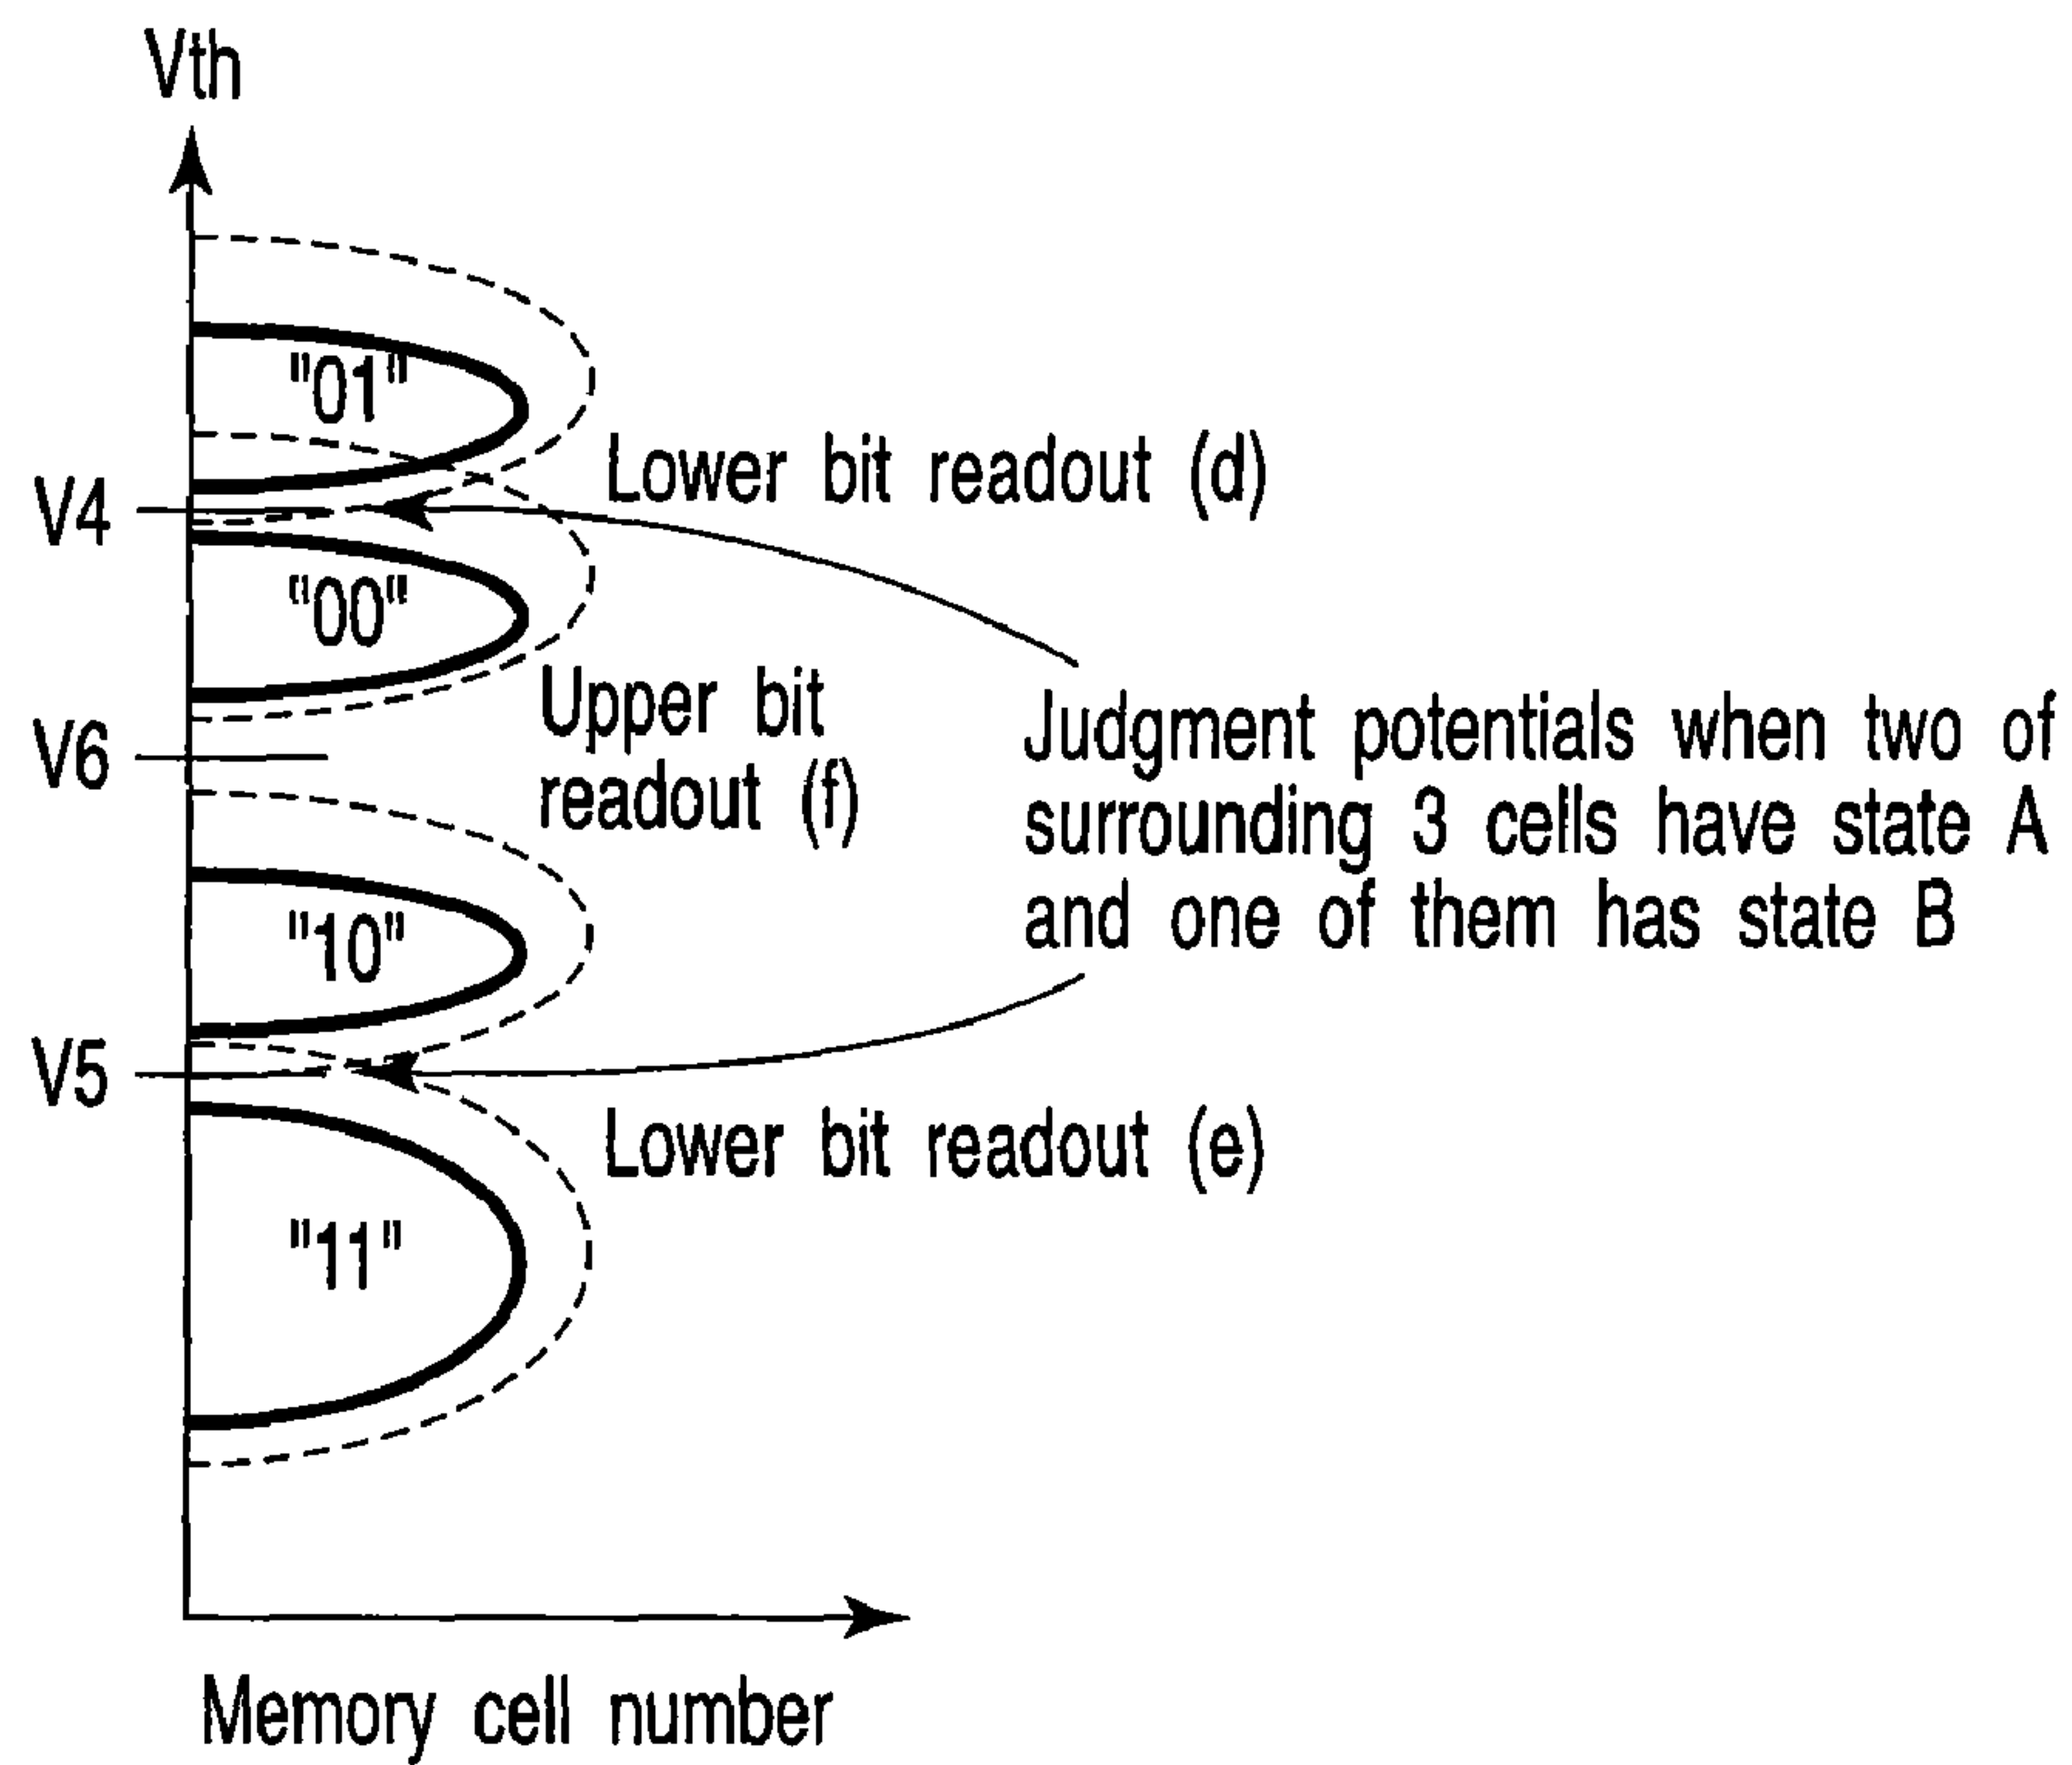 Vth
"01"
Lower bit readout (d)
V4
"00"
Upper bit
readout (f)
V6
Judgment potentials when two of
surrounding 3 cells have state A
and one of them has state B
"10"
V5
Lower bit readout (e)
"11"
Memory cell number